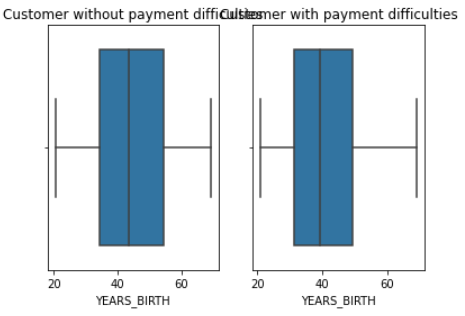 Customer without payment difficulties
Customer with payment difficulties
20 40 60
20 40 60
YEARS_BIRTH
YEARS_BIRTH